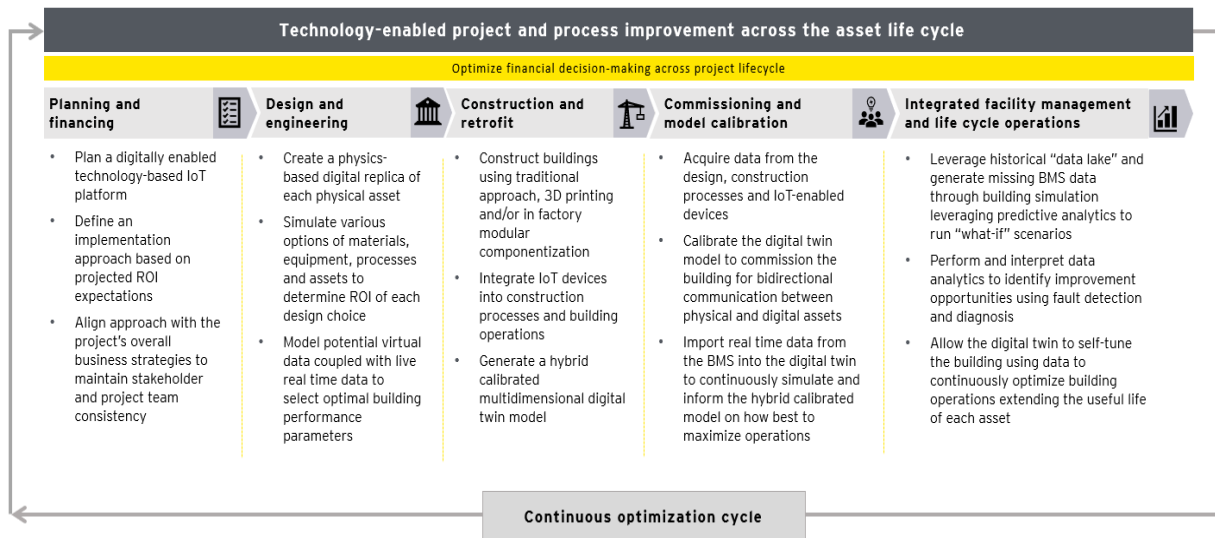 Technology-enabled project and process improvement across the asset life cycle
Optimize financial decision-making across project lifecycle
Planning and
financing
• Plan a digitally enabled
technology-based IoT
platform
• Define an
implementation
approach based on
projected ROI
expectations
• Align approach with the
project's overall
business strategies to
maintain stakeholder
and project team
consistency
Design and
engineering
• Create a physics-
based digital replica of
each physical asset
• Simulate various
options of materials,
equipment, processes
and assets to
determine ROI of each
design choice
• Model potential virtual
data coupled with live
real time data to
select optimal building
performance
parameters
Construction and
retrofit
• Construct buildings
using traditional
approach, 3D printing
and/or in factory
modular
componentization
• Integrate IoT devices
into construction
processes and building
operations
• Generate a hybrid
calibrated
multidimensional digital
twin model
Commissioning and
model calibration
• Acquire data from the
design, construction
processes and IoT-enabled
devices
• Calibrate the digital twin
model to commission the
building for bidirectional
communication between
physical and digital assets
• Import real time data from
the BMS into the digital twin
to continuously simulate and
inform the hybrid calibrated
model on how best to
maximize operations
Integrated facility management
and life cycle operations
• Leverage historical “data lake” and
generate missing BMS data
through building simulation
leveraging predictive analytics to
run “what-if” scenarios
• Perform and interpret data
analytics to identify improvement
opportunities using fault detection
and diagnosis
• Allow the digital twin to self-tune
the building using data to
continuously optimize building
operations extending the useful life
of each asset
Continuous optimization cycle